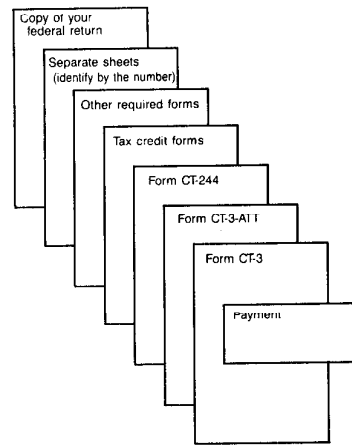 Copy of your
federal return
Separate sheets
(identify by the number)
Other required forms
Tax credit forms
Form CT-244
Form CT-3-ATT
Form CT-3
Payment